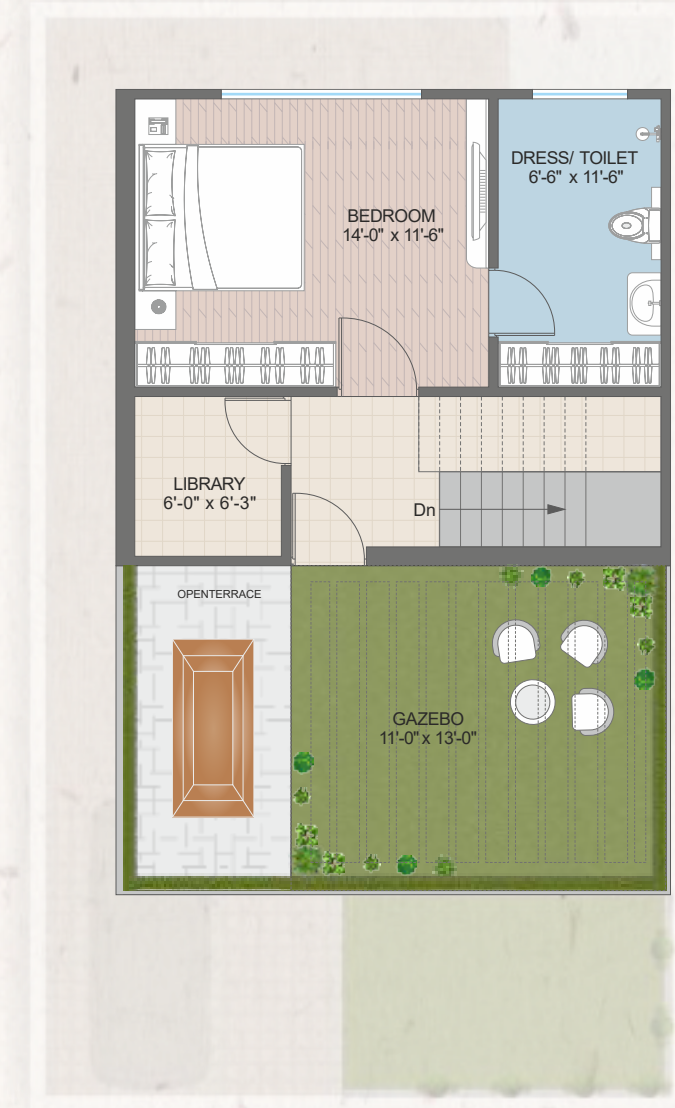 DRESS/ TOILET
6'-6" x 11'-6"
BEDROOM
14'-0" x 11'-6"
LIBRARY
6'-0" x 6'-3"
Dn
OPENTERRACE
GAZEBO
11'-0" x 13'-0"